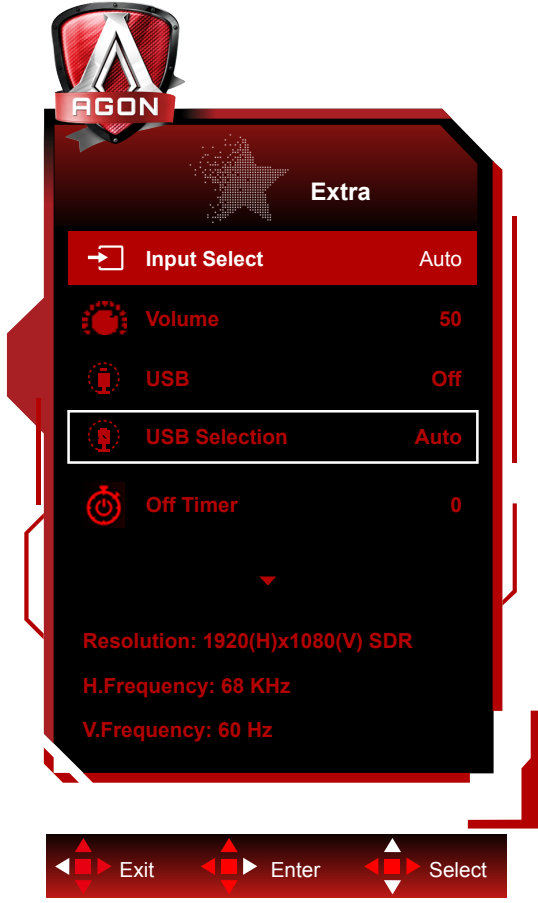 AGON
Extra
Input Select Auto
Volume 50
USB Off
USB Selection Auto
Off Timer 0
Resolution: 1920(H)x1080(V) SDR
H.Frequency: 68 KHz
V.Frequency: 60 Hz
Exit Enter Select